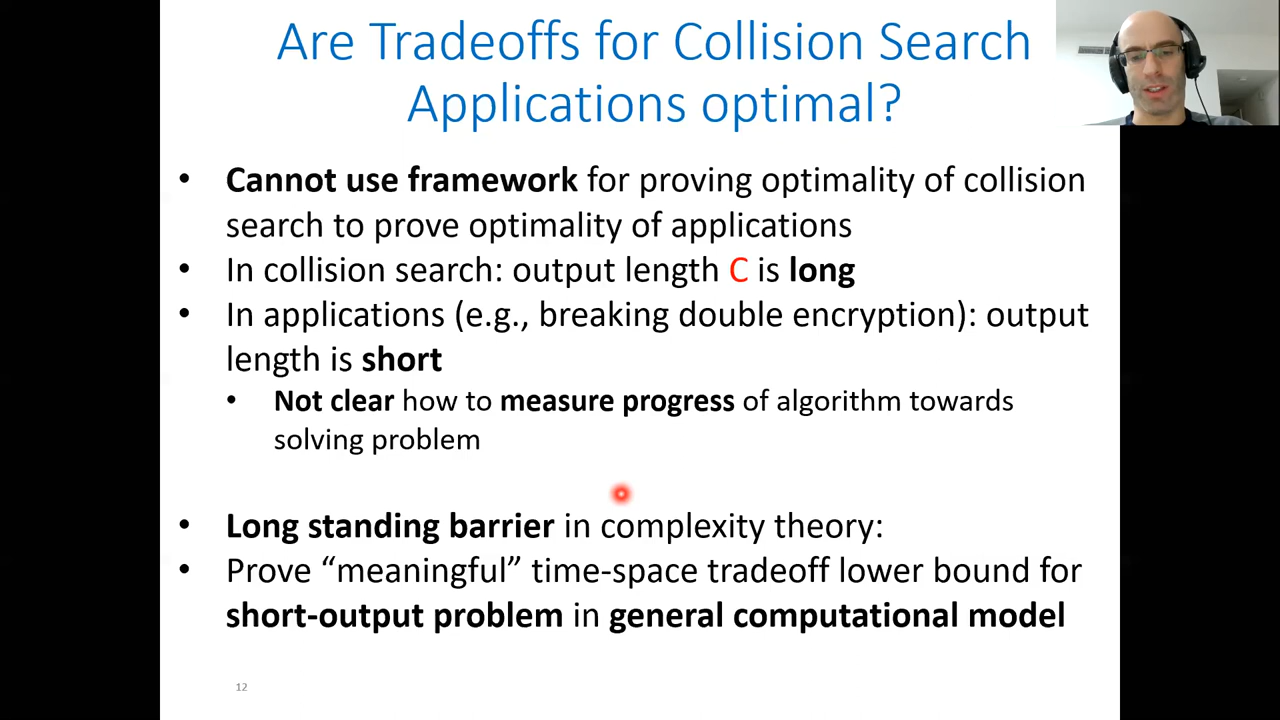 Are Tradeoffs for Collision Search
Applications optimal?
• Cannot use framework for proving optimality of collision
search to prove optimality of applications
• In collision search: output length C is long
• In applications (e.g., breaking double encryption): output
length is short
• Not clear how to measure progress of algorithm towards
solving problem
• Long standing barrier in complexity theory:
• Prove “meaningful” time-space tradeoff lower bound for
short-output problem in general computational model
12